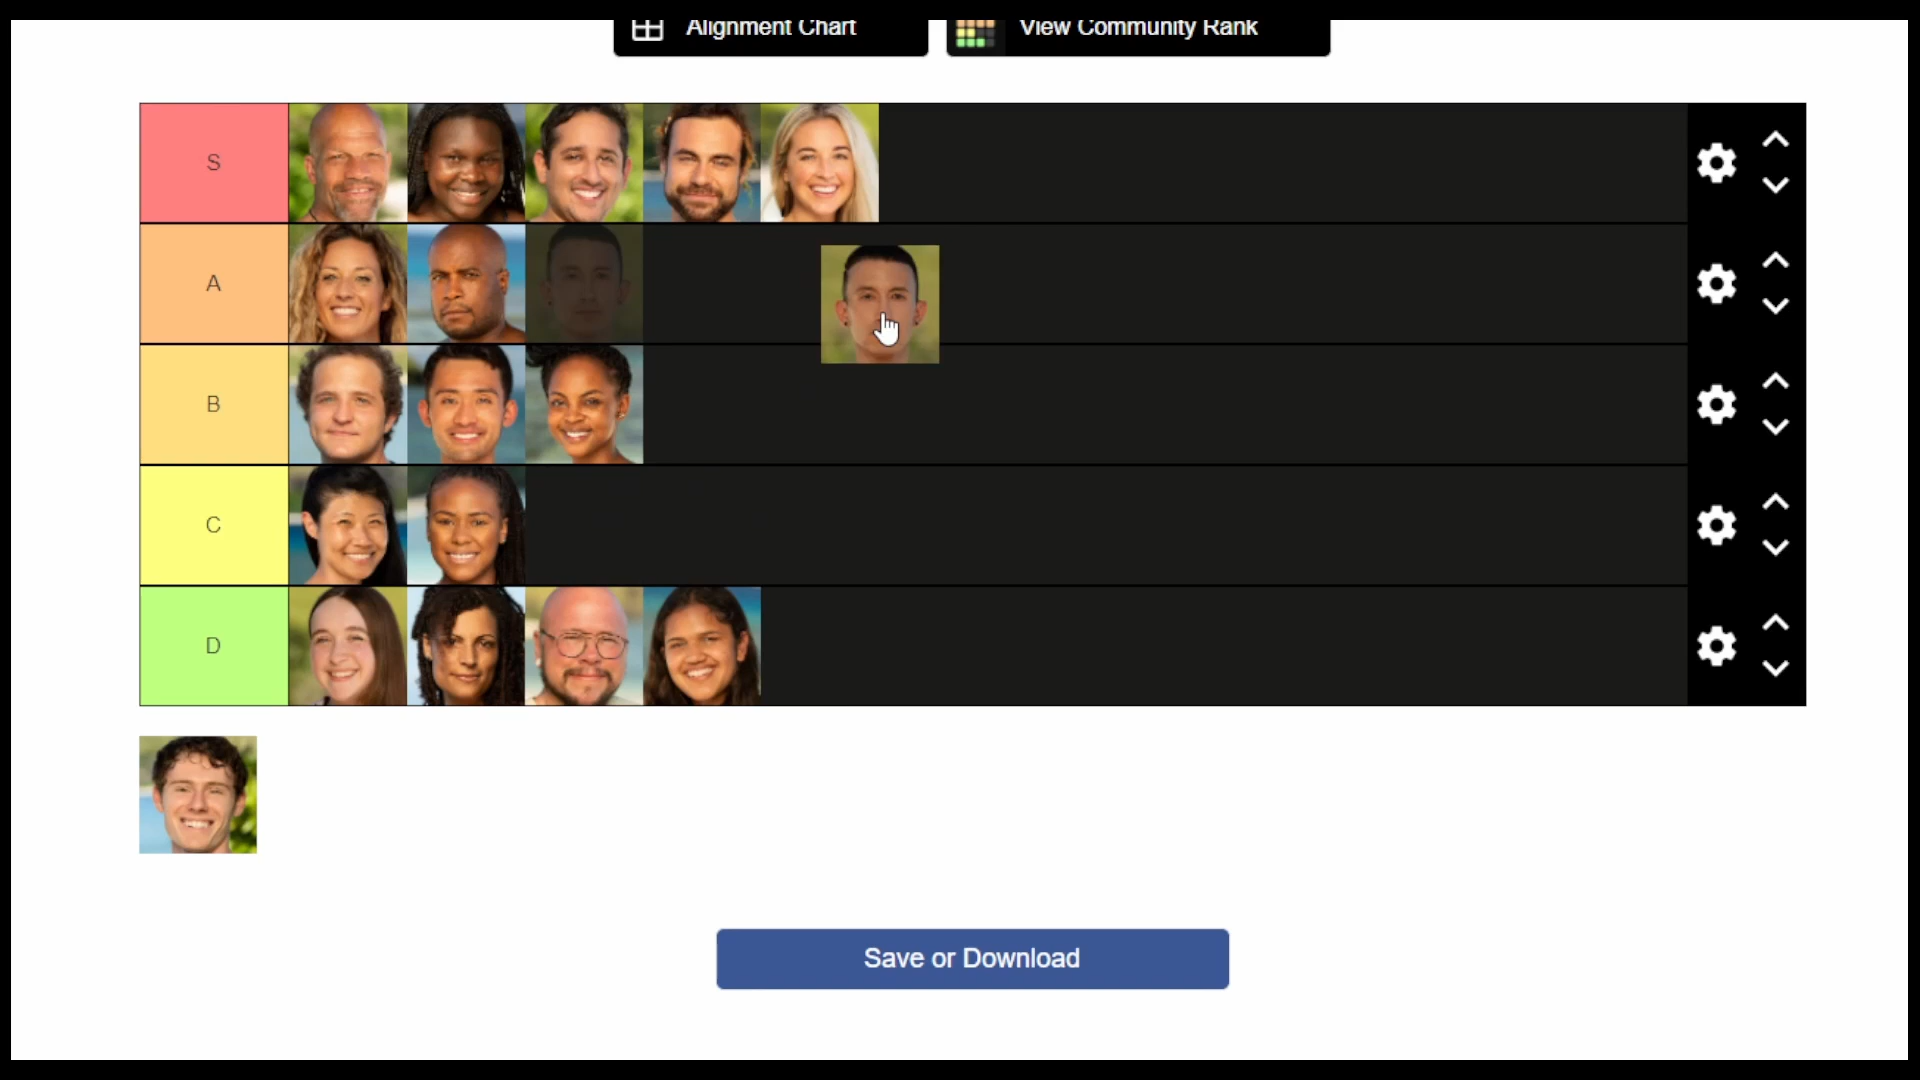 Alignment Chart
View Community Rank
S
A
B
C
D
Save or Download